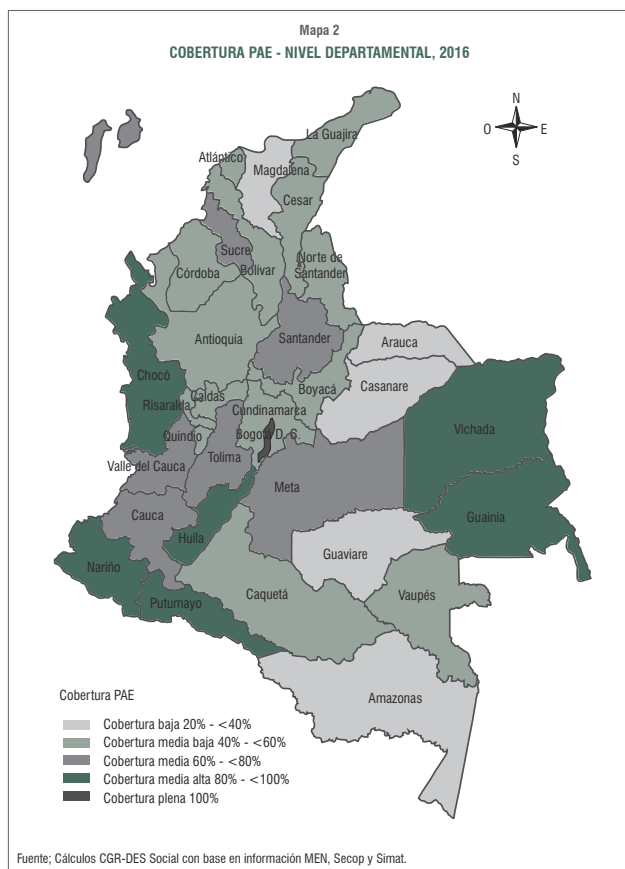 Mapa 2
COBERTURA PAE - NIVEL DEPARTAMENTAL, 2016
N
O
E
S
La Guajira
Atlántico
Magdalena
Cesar
Sucre
Norte de
Santander
Bolívar
Córdoba
Antioquia
Santander
Arauca
Chocó
Boyacá
Casanare
Risaralda
Caldas
Cundinamarca
Quindio
Bogotá D. C.
Vichada
Valle del Cauca
Tolima
Meta
Cauca
Guainia
Huila
Guaviare
Nariño
Putumayo
Caquetá
Vaupés
Amazonas
Cobertura PAE
Cobertura baja 20% - <40%
Cobertura media baja 40% - <60%
Cobertura media 60% - <80%
Cobertura media alta 80% - <100%
Cobertura plena 100%
Fuente; Cálculos CGR-DES Social con base en información MEN, Secop y Simat.